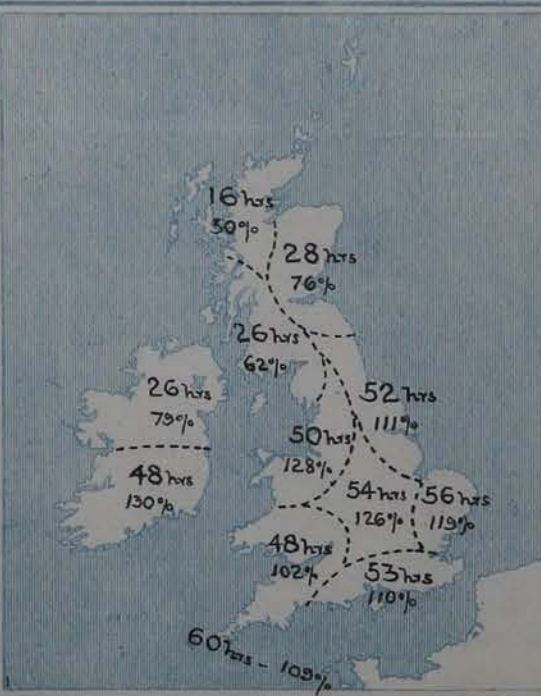 16 hrs
50%
28 hrs
76%
26 hrs
62%
26 hrs
79%
52 hrs
111%
50 hrs
128%
48 hrs
130%
54 hrs
126%
56 hrs
119%
48 hrs
102%
53 hrs
110%
60 hrs - 109%